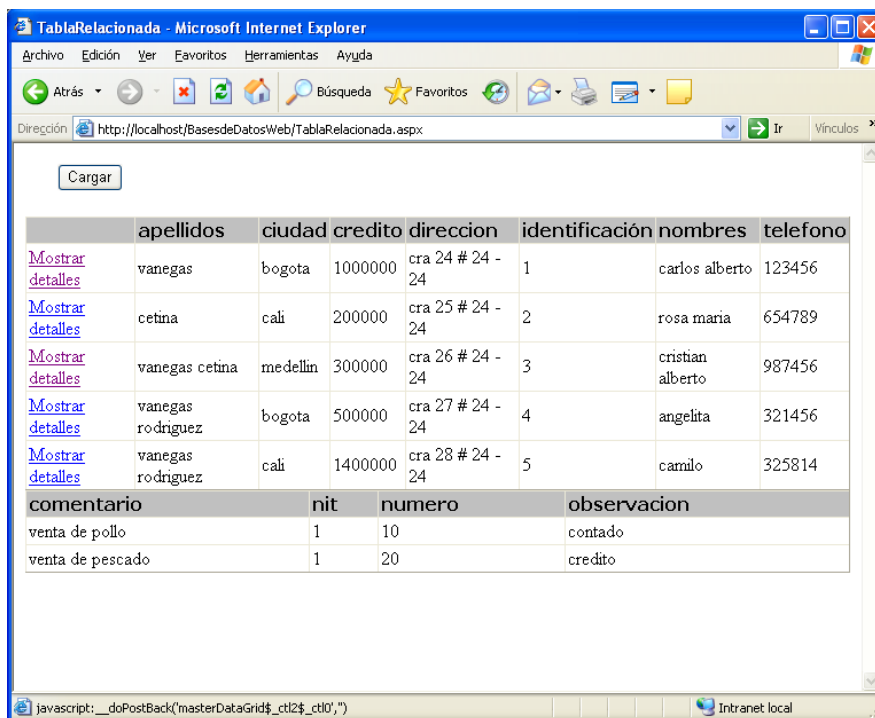 TablaRelacionada - Microsoft Internet Explorer
Archivo Edición Ver Favoritos Herramientas Ayuda
Atrás Búsqueda Favoritos
Dirección http://localhost/BasesdeDatosWeb/TablaRelacionada.aspx Ir Vínculos »
Cargar
apellidos ciudad credito direccion identificación nombres telefono
Mostrar detalles vanegas bogota 1000000 cra 24 # 24 - 24 1 carlos alberto 123456
Mostrar detalles cetina cali 200000 cra 25 # 24 - 24 2 rosa maria 654789
Mostrar detalles vanegas cetina medellin 300000 cra 26 # 24 - 24 3 cristian alberto 987456
Mostrar detalles vanegas rodriguez bogota 500000 cra 27 # 24 - 24 4 angelita 321456
Mostrar detalles vanegas rodriguez cali 1400000 cra 28 # 24 - 24 5 camilo 325814
comentario nit numero observacion
venta de pollo 1 10 contado
venta de pescado 1 20 credito
javascript:__doPostBack('masterDataGrid$_ctl2$_ctl0','') Intranet local